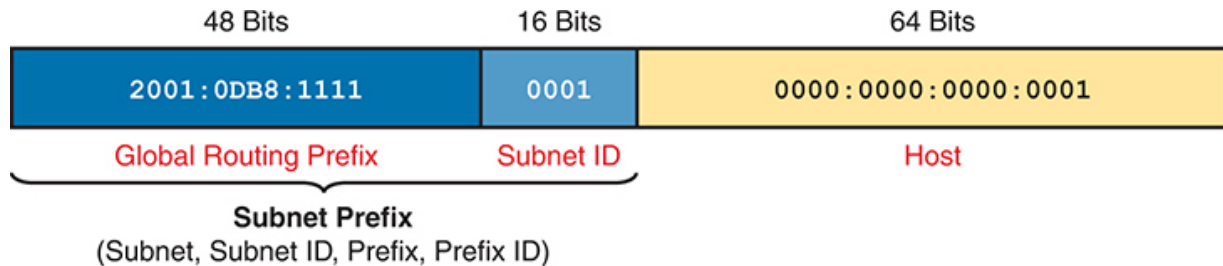 48 Bits 16 Bits 64 Bits
2001:0DB8:1111 0001 0000:0000:0000:0001
Global Routing Prefix Subnet ID Host
Subnet Prefix
(Subnet, Subnet ID, Prefix, Prefix ID)